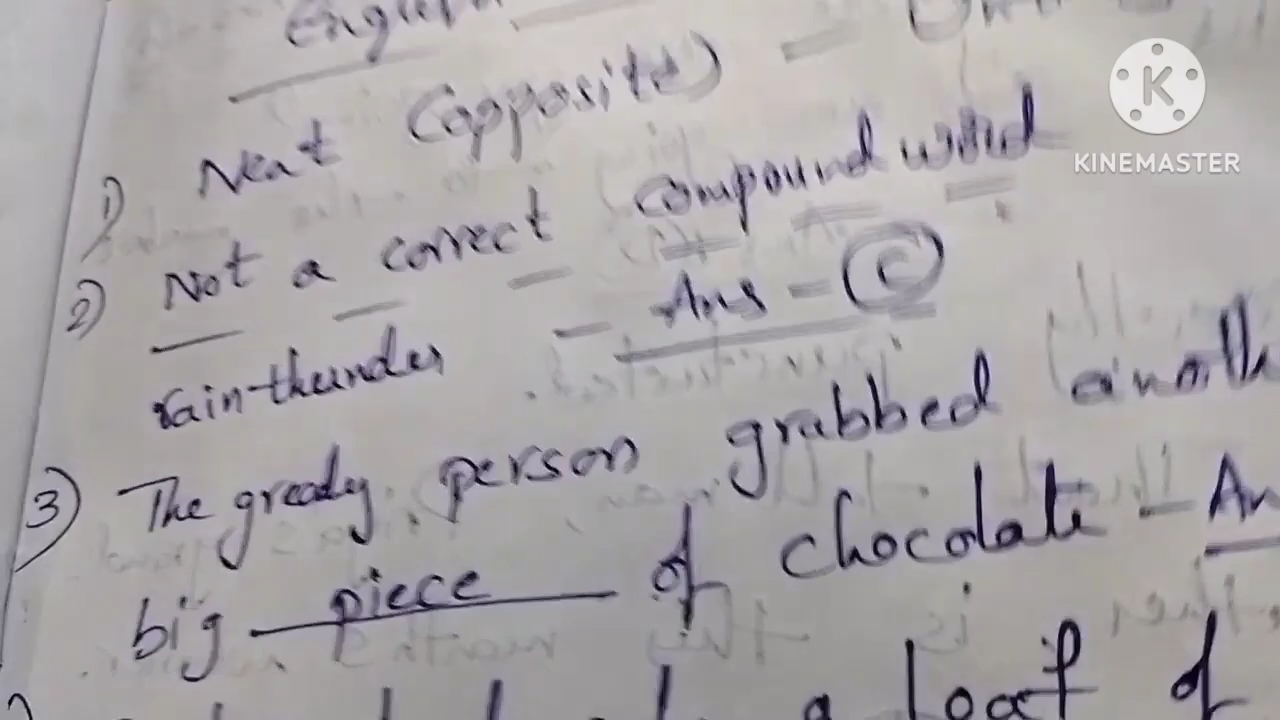 1) Neat (opposite) -
2) Not a correct compound word
rain-thunder - Ans - C
3) The greedy person grabbed
big piece of chocolate -
a loaf of
K
KINEMASTER